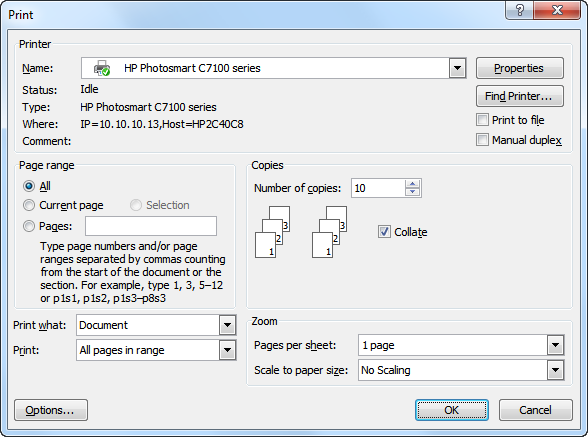 Print
Printer
Name: HP Photosmart C7100 series Properties
Status: Idle
Find Printer...
Type: HP Photosmart C7100 series
Where: IP=10.10.10.13,Host=HP2C40C8
Print to file
Comment:
Manual duplex
Page range
All
Current page Selection
Pages:
Type page numbers and/or page
ranges separated by commas counting
from the start of the document or the
section. For example, type 1, 3, 5–12
or p1s1, p1s2, p1s3–p8s3
Copies
Number of copies: 10
3 3
2 2
1 1
Collate
Print what: Document
Print: All pages in range
Zoom
Pages per sheet: 1 page
Scale to paper size: No Scaling
Options... OK Cancel